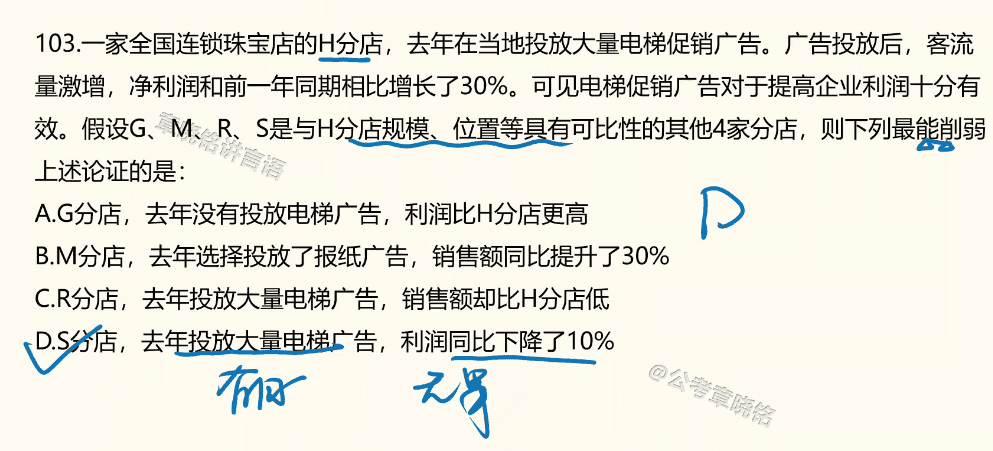 103.一家全国连锁珠宝店的H分店，去年在当地投放大量电梯促销广告。广告投放后，客流
量激增，净利润和前一年同期相比增长了30%。可见电梯促销广告对于提高企业利润十分有
效。假设G、M、R、S是与H分店规模、位置等具有可比性的其他4家分店，则下列最能削弱
章晓铭讲言语
上述论证的是：
A.G分店，去年没有投放电梯广告，利润比H分店更高
D
B.M分店，去年选择投放了报纸广告，销售额同比提升了30%
C.R分店，去年投放大量电梯广告，销售额却比H分店低
D.S分店，去年投放大量电梯广告，利润同比下降了10%
有因 无果
@公考章晓铭